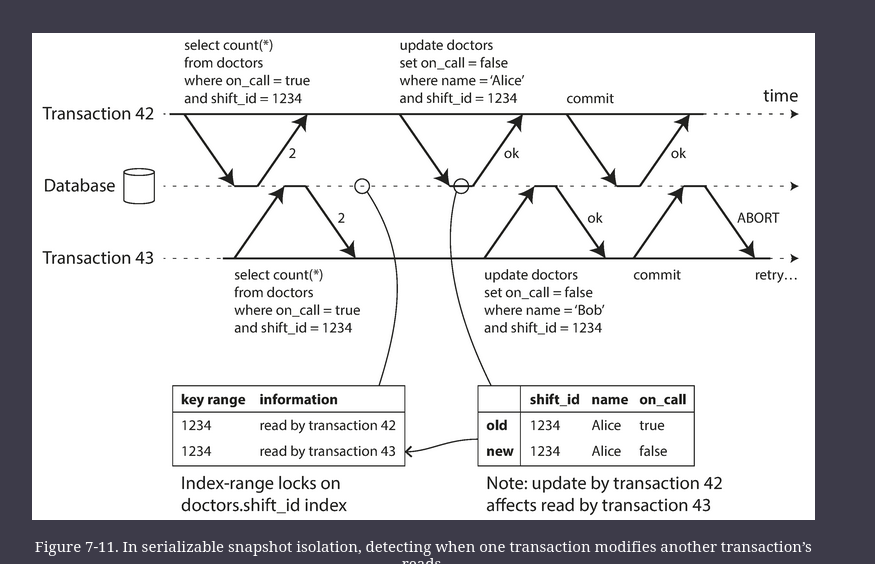 select count(*)
from doctors
where on_call = true
and shift_id = 1234
update doctors
set on_call = false
where name = ‘Alice’
and shift_id = 1234
commit
time
Transaction 42
2
ok
ok
Database
2
ok
ABORT
Transaction 43
select count(*)
from doctors
where on_call = true
and shift_id = 1234
update doctors
set on_call = false
where name = ‘Bob’
and shift_id = 1234
commit
retry…
key range information
1234 read by transaction 42
1234 read by transaction 43
Index-range locks on
doctors.shift_id index
shift_id name on_call
old 1234 Alice true
new 1234 Alice false
Note: update by transaction 42
affects read by transaction 43
Figure 7-11. In serializable snapshot isolation, detecting when one transaction modifies another transaction’s
reads.